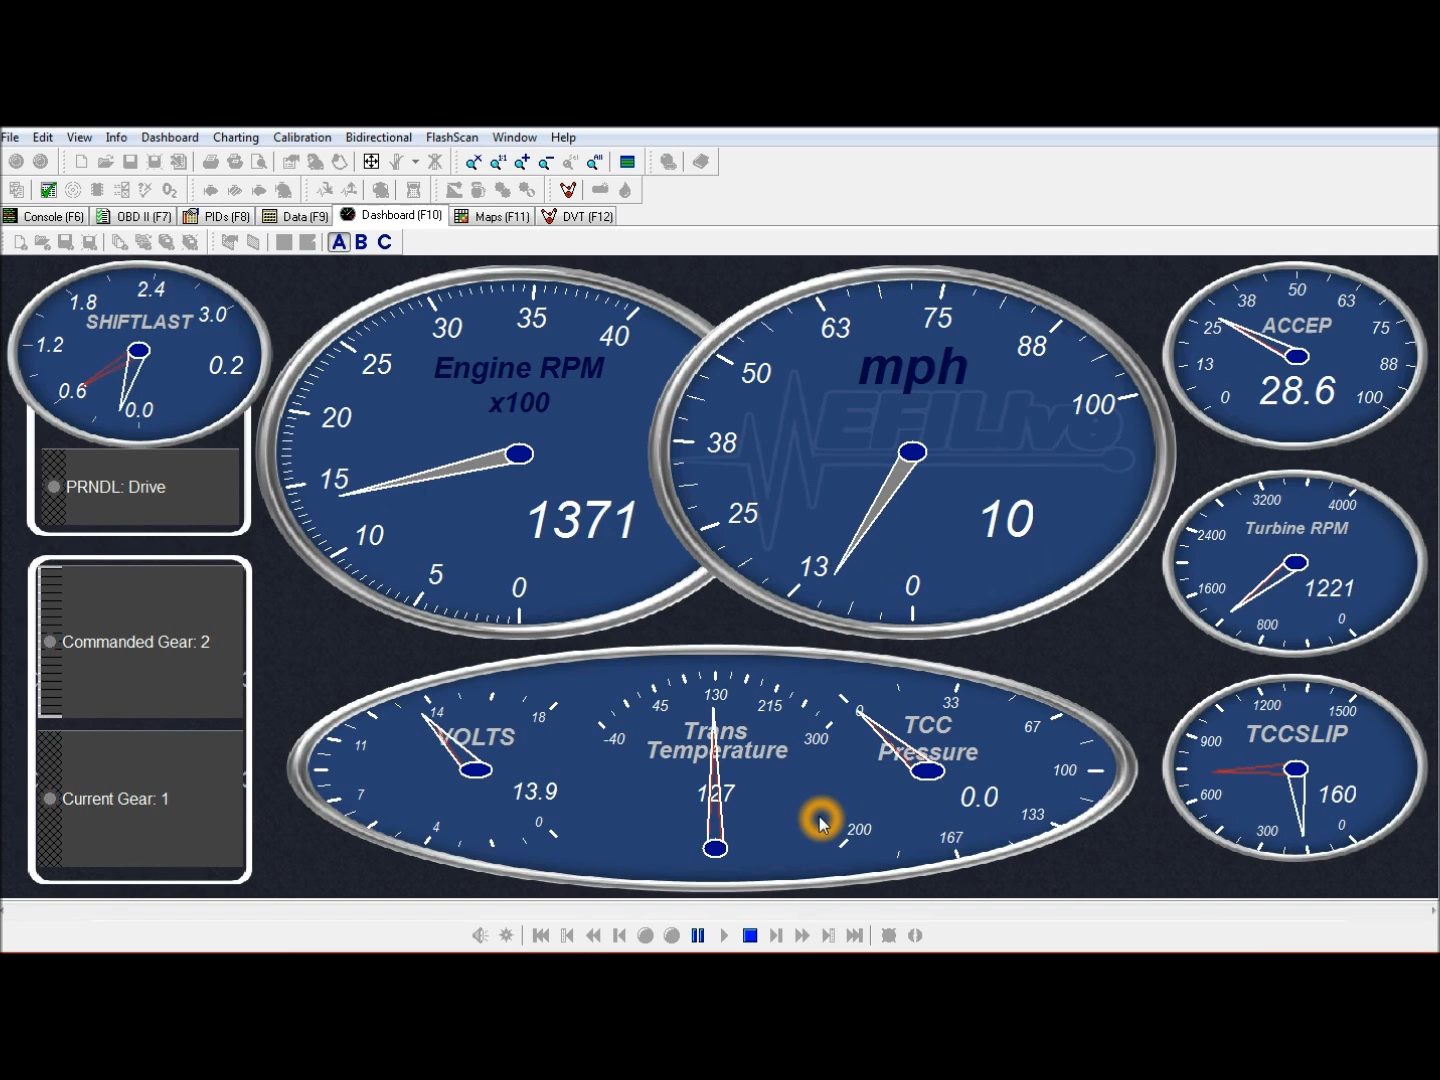 File Edit View Info Dashboard Charting Calibration Bidirectional FlashScan Window Help
Console (F6) OBD II (F7) PIDs (F8) Data (F9) Dashboard (F10) Maps (F11) DVT (F12)
A B C
SHIFTLAST
0.0 0.6 1.2 1.8 2.4 3.0
0.2
PRNDL: Drive
Commanded Gear: 2
Current Gear: 1
Engine RPM
x100
0 5 10 15 20 25 30 35 40
1371
mph
EFILive
0 13 25 38 50 63 75 88 100
10
ACCEP
0 13 25 38 50 63 75 88 100
28.6
Turbine RPM
0 800 1600 2400 3200 4000
1221
VOLTS
0 4 7 11 14 18
13.9
Trans
Temperature
-40 45 130 215 300
127
TCC
Pressure
0 33 67 100 133 167 200
0.0
TCCSLIP
0 300 600 900 1200 1500
160